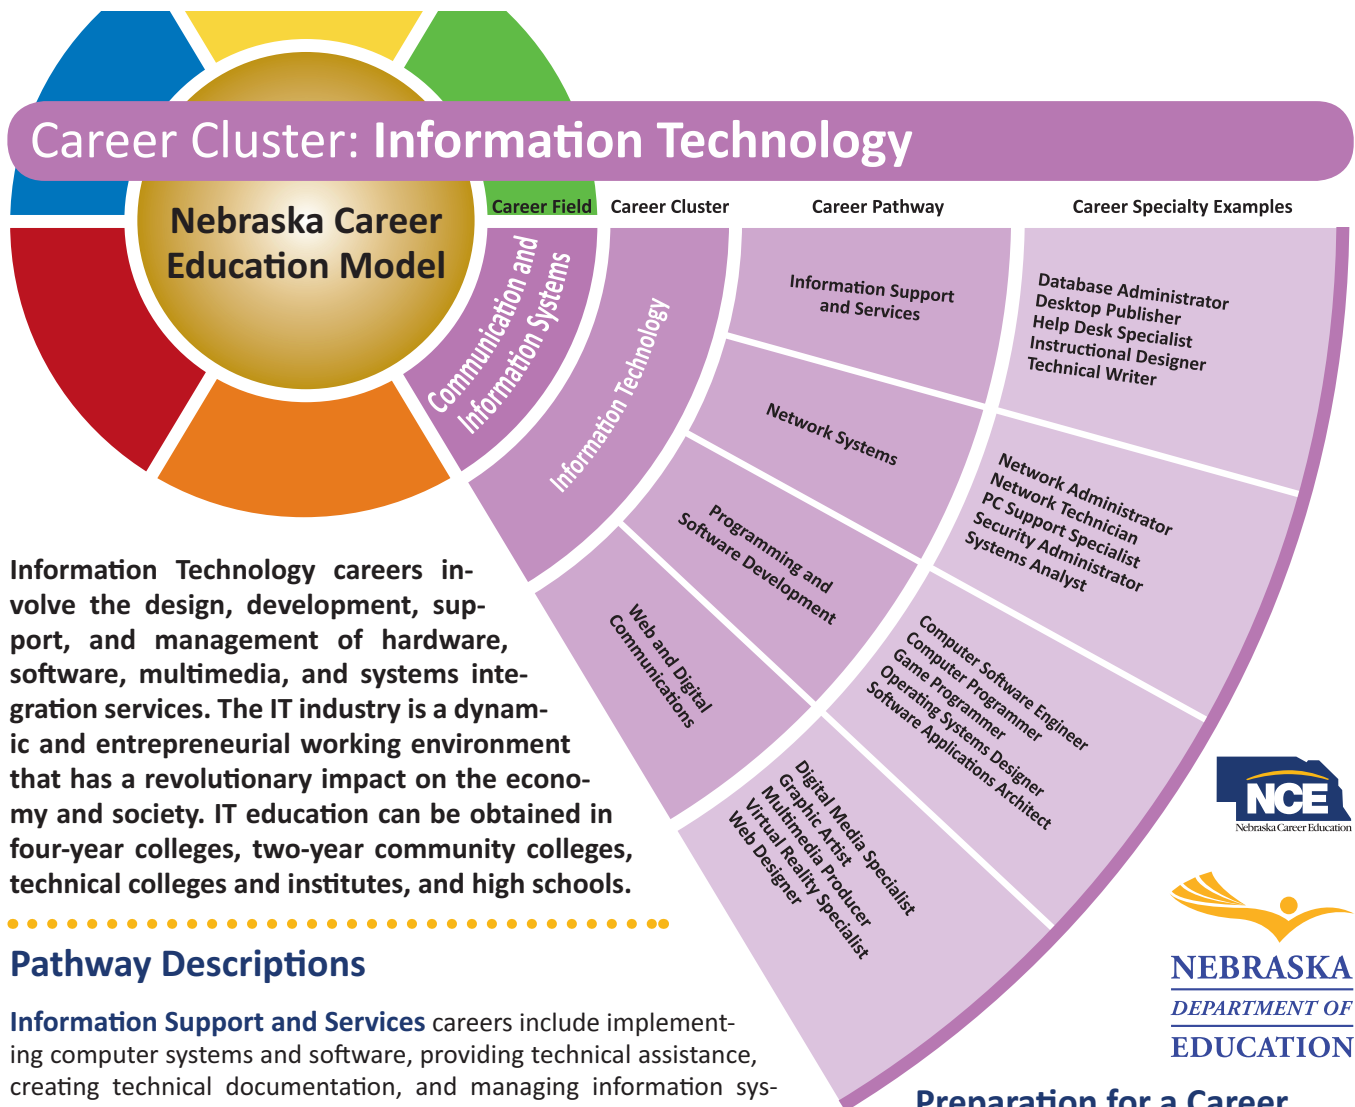 Career Cluster: Information Technology
Nebraska Career
Education Model
Career Field
Career Cluster
Career Pathway
Career Specialty Examples
Communication and
Information Systems
Information Technology
Information Support
and Services
Database Administrator
Desktop Publisher
Help Desk Specialist
Instructional Designer
Technical Writer
Network Systems
Network Administrator
Network Technician
PC Support Specialist
Security Administrator
Systems Analyst
Programming and
Software Development
Computer Software Engineer
Computer Programmer
Game Programmer
Operating Systems Designer
Software Applications Architect
Web and Digital
Communications
Digital Media Specialist
Graphic Artist
Multimedia Producer
Virtual Reality Specialist
Web Designer
Information Technology careers in-
volve the design, development, sup-
port, and management of hardware,
software, multimedia, and systems inte-
gration services. The IT industry is a dynam-
ic and entrepreneurial working environment
that has a revolutionary impact on the econo-
my and society. IT education can be obtained in
four-year colleges, two-year community colleges,
technical colleges and institutes, and high schools.
NCE
Nebraska Career Education
NEBRASKA
DEPARTMENT OF
EDUCATION
Pathway Descriptions
Information Support and Services careers include implement-
ing computer systems and software, providing technical assistance,
creating technical documentation, and managing information sys-
Preparation for a Career